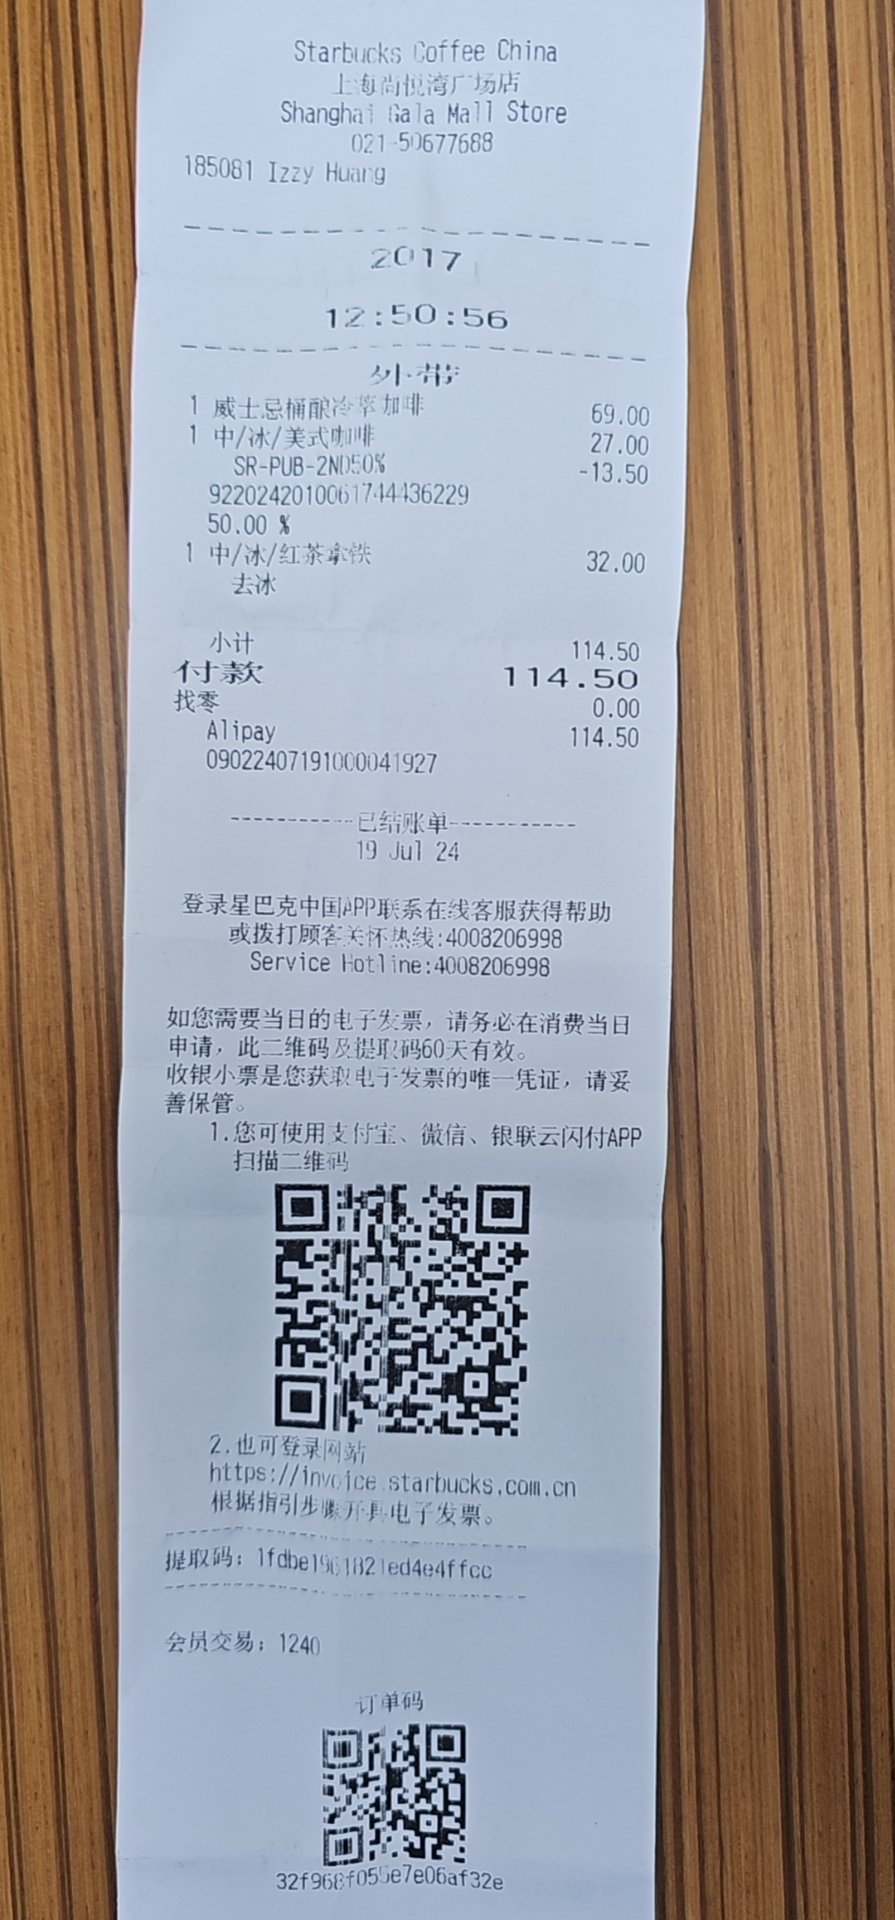 Starbucks Coffee China
上海尚悦湾广场店
Shanghai Gala Mall Store
021-50677688
185081 Izzy Huang
2017
12:50:56
外带
1 威士忌桶酿冷萃咖啡 69.00
1 中/冰/美式咖啡 27.00
SR-PUB-2ND50% -13.50
9220242010061744436229
50.00 %
1 中/冰/红茶拿铁 32.00
去冰
小计 114.50
付款 114.50
找零 0.00
Alipay 114.50
09022407191000041927
-----------已结账单-----------
19 Jul 24
登录星巴克中国APP联系在线客服获得帮助
或拨打顾客关怀热线:4008206998
Service Hotline:4008206998
如您需要当日的电子发票，请务必在消费当日
申请，此二维码及提取码60天有效。
收银小票是您获取电子发票的唯一凭证，请妥
善保管。
1.您可使用支付宝、微信、银联云闪付APP
扫描二维码
2.也可登录网站
https://invoice.starbucks.com.cn
根据指引步骤开具电子发票。
提取码: 1fdbe1961821ed4e4ffcc
会员交易: 1240
订单码
32f968f055e7e06af32e